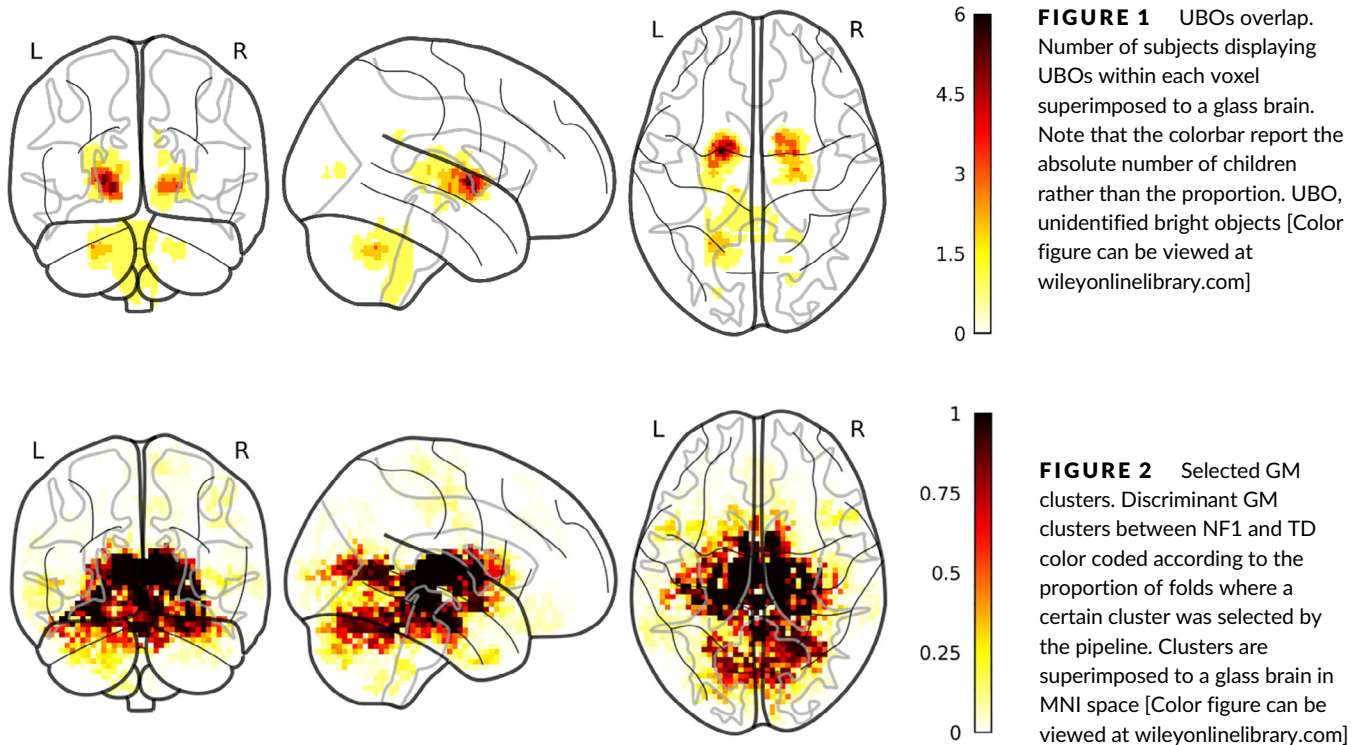 L
R
L
R
6
4.5
3
1.5
0
FIGURE 1 UBOs overlap.
Number of subjects displaying
UBOs within each voxel
superimposed to a glass brain.
Note that the colorbar report the
absolute number of children
rather than the proportion. UBO,
unidentified bright objects [Color
figure can be viewed at
wileyonlinelibrary.com]
L
R
L
R
1
0.75
0.5
0.25
0
FIGURE 2 Selected GM
clusters. Discriminant GM
clusters between NF1 and TD
color coded according to the
proportion of folds where a
certain cluster was selected by
the pipeline. Clusters are
superimposed to a glass brain in
MNI space [Color figure can be
viewed at wileyonlinelibrary.com]